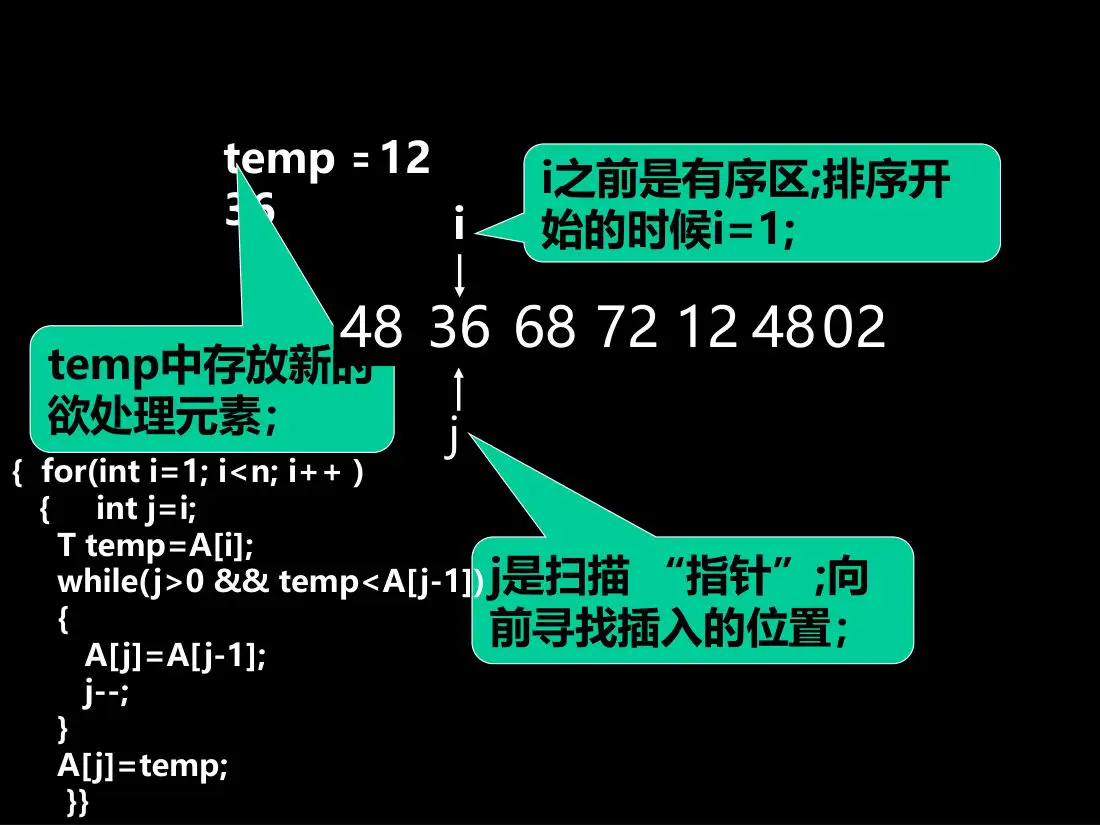 temp = 12
36
i
i之前是有序区;排序开
始的时候i=1;
48 36 68 72 12 48 02
temp中存放新的
欲处理元素;
j
j是扫描 “指针”;向
前寻找插入的位置;
{ for(int i=1; i<n; i++ )
{ int j=i;
T temp=A[i];
while(j>0 && temp<A[j-1])
{
A[j]=A[j-1];
j--;
}
A[j]=temp;
}}